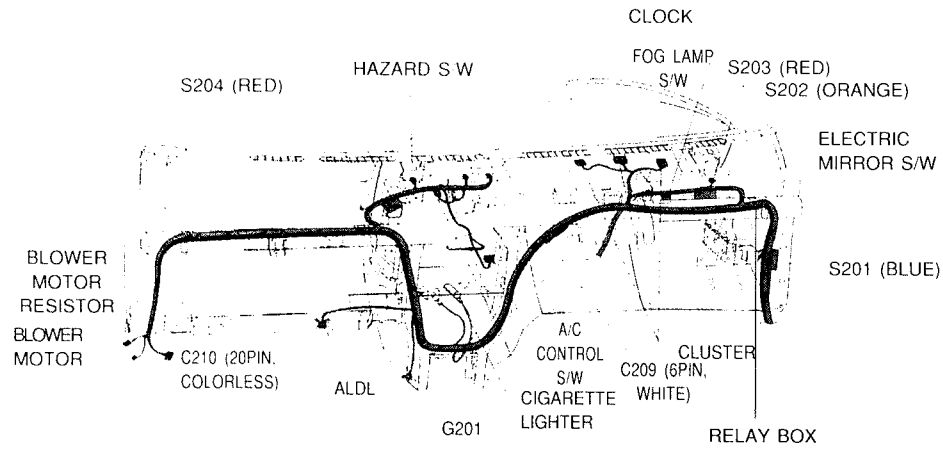 CLOCK
FOG LAMP
S/W
S203 (RED)
S202 (ORANGE)
HAZARD S W
S204 (RED)
ELECTRIC
MIRROR S/W
S201 (BLUE)
BLOWER
MOTOR
RESISTOR
BLOWER
MOTOR
C210 (20PIN,
COLORLESS)
ALDL
G201
A/C
CONTROL
S/W
CIGARETTE
LIGHTER
C209 (6PIN,
WHITE)
CLUSTER
RELAY BOX